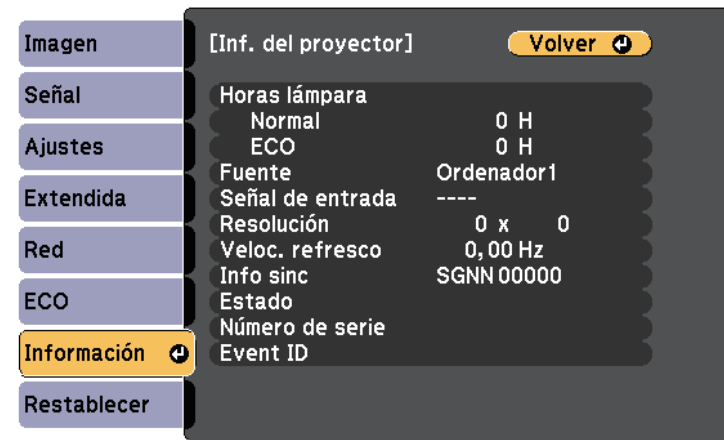 Imagen
Señal
Ajustes
Extendida
Red
ECO
Información
Restablecer
[Inf. del proyector]
Volver
Horas lámpara
Normal 0 H
ECO 0 H
Fuente Ordenador1
Señal de entrada ----
Resolución 0 x 0
Veloc. refresco 0,00 Hz
Info sinc SGNN 00000
Estado
Número de serie
Event ID